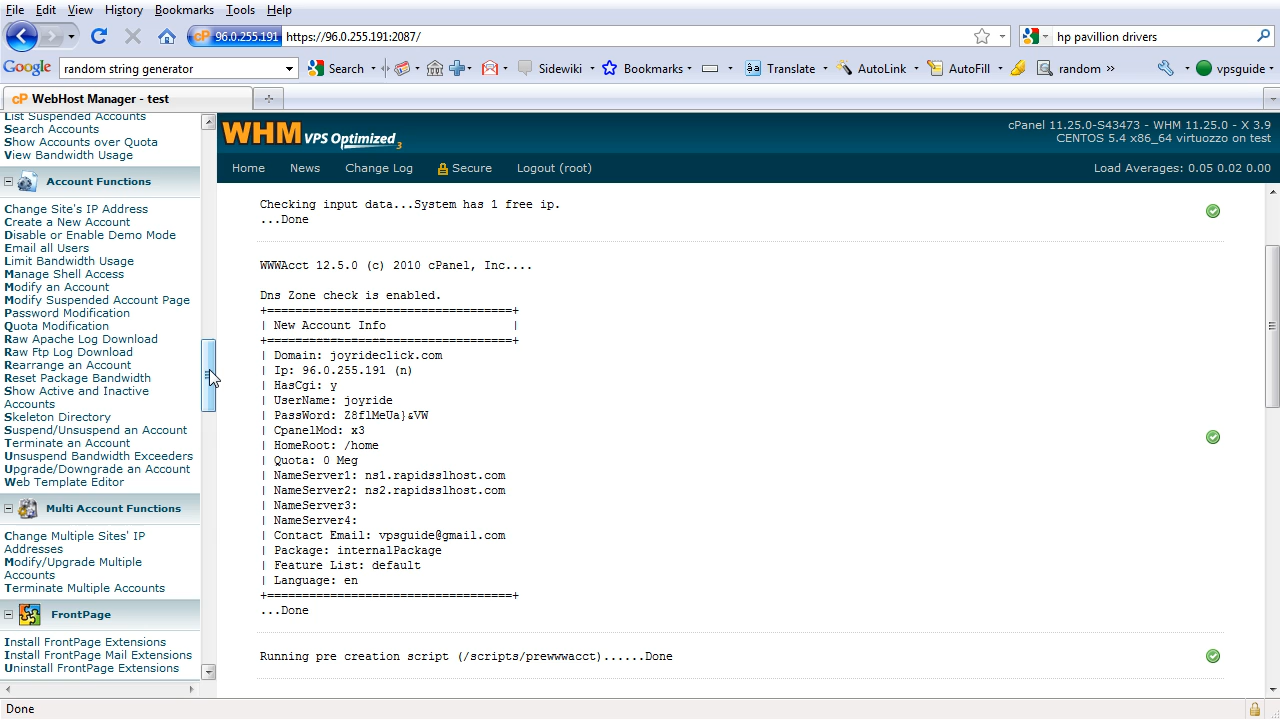 File Edit View History Bookmarks Tools Help
cP 96.0.255.191 https://96.0.255.191:2087/ hp pavillion drivers
Google random string generator Search Sidewiki Bookmarks Translate AutoLink AutoFill random » vpsguide
cP WebHost Manager - test
List Suspended Accounts
Search Accounts
Show Accounts over Quota
View Bandwidth Usage
Account Functions
Change Site's IP Address
Create a New Account
Disable or Enable Demo Mode
Email all Users
Limit Bandwidth Usage
Manage Shell Access
Modify an Account
Modify Suspended Account Page
Password Modification
Quota Modification
Raw Apache Log Download
Raw Ftp Log Download
Rearrange an Account
Reset Package Bandwidth
Show Active and Inactive
Accounts
Skeleton Directory
Suspend/Unsuspend an Account
Terminate an Account
Unsuspend Bandwidth Exceeders
Upgrade/Downgrade an Account
Web Template Editor
Multi Account Functions
Change Multiple Sites' IP
Addresses
Modify/Upgrade Multiple
Accounts
Terminate Multiple Accounts
FrontPage
Install FrontPage Extensions
Install FrontPage Mail Extensions
Uninstall FrontPage Extensions
WHM VPS Optimized 3
cPanel 11.25.0-S43473 - WHM 11.25.0 - X 3.9
CENTOS 5.4 x86_64 virtuozzo on test
Home News Change Log Secure Logout (root) Load Averages: 0.05 0.02 0.00
Checking input data...System has 1 free ip.
...Done
WWWAcct 12.5.0 (c) 2010 cPanel, Inc....
Dns Zone check is enabled.
+===================================+
| New Account Info |
+===================================+
| Domain: joyrideclick.com
| Ip: 96.0.255.191 (n)
| HasCgi: y
| UserName: joyride
| PassWord: Z8flMeUa}&VW
| CpanelMod: x3
| HomeRoot: /home
| Quota: 0 Meg
| NameServer1: ns1.rapidsslhost.com
| NameServer2: ns2.rapidsslhost.com
| NameServer3:
| NameServer4:
| Contact Email: vpsguide@gmail.com
| Package: internalPackage
| Feature List: default
| Language: en
+===================================+
...Done
Running pre creation script (/scripts/prewwwacct)......Done
Done